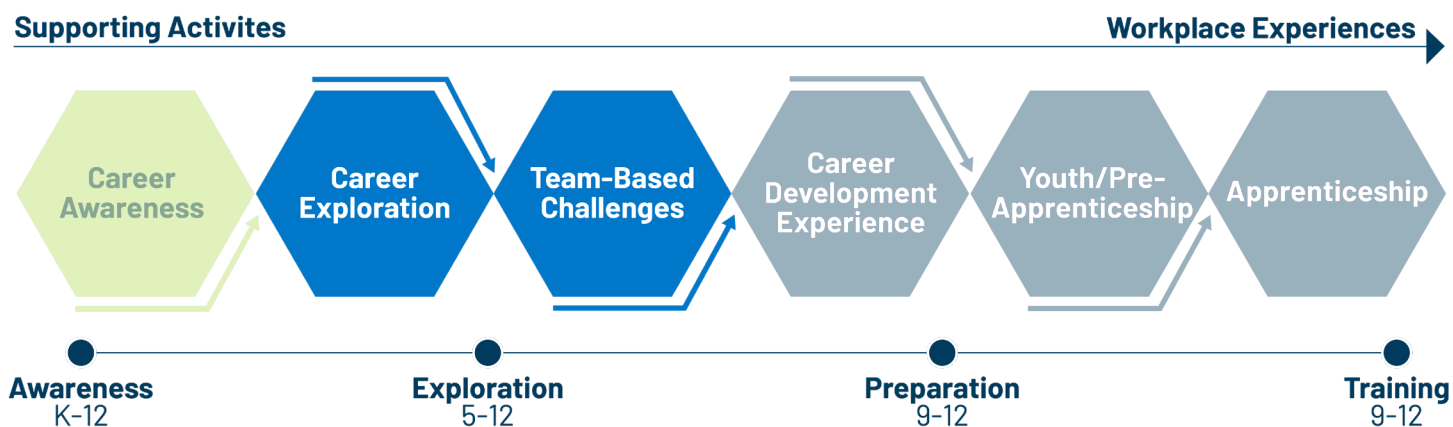 Supporting Activites
Workplace Experiences
Career
Awareness
Career
Exploration
Team-Based
Challenges
Career
Development
Experience
Youth/Pre-
Apprenticeship
Apprenticeship
Awareness
K-12
Exploration
5-12
Preparation
9-12
Training
9-12